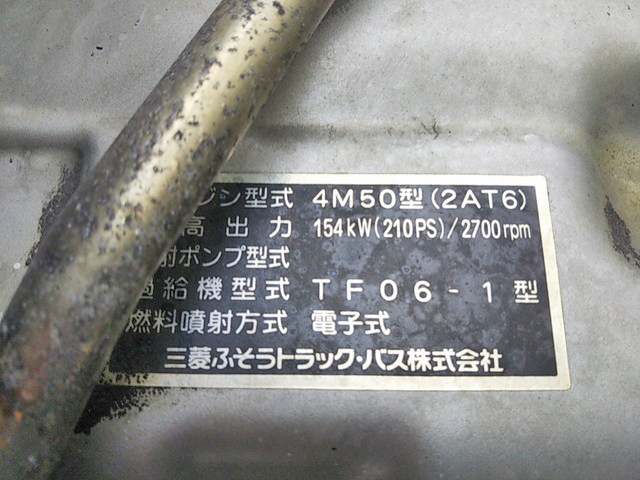 ジン型式 4M50型(2AT6)
高出力 154kW(210PS)/2700rpm
射ポンプ型式
過給機型式 TF06-1型
燃料噴射方式 電子式
三菱ふそうトラック・バス株式会社